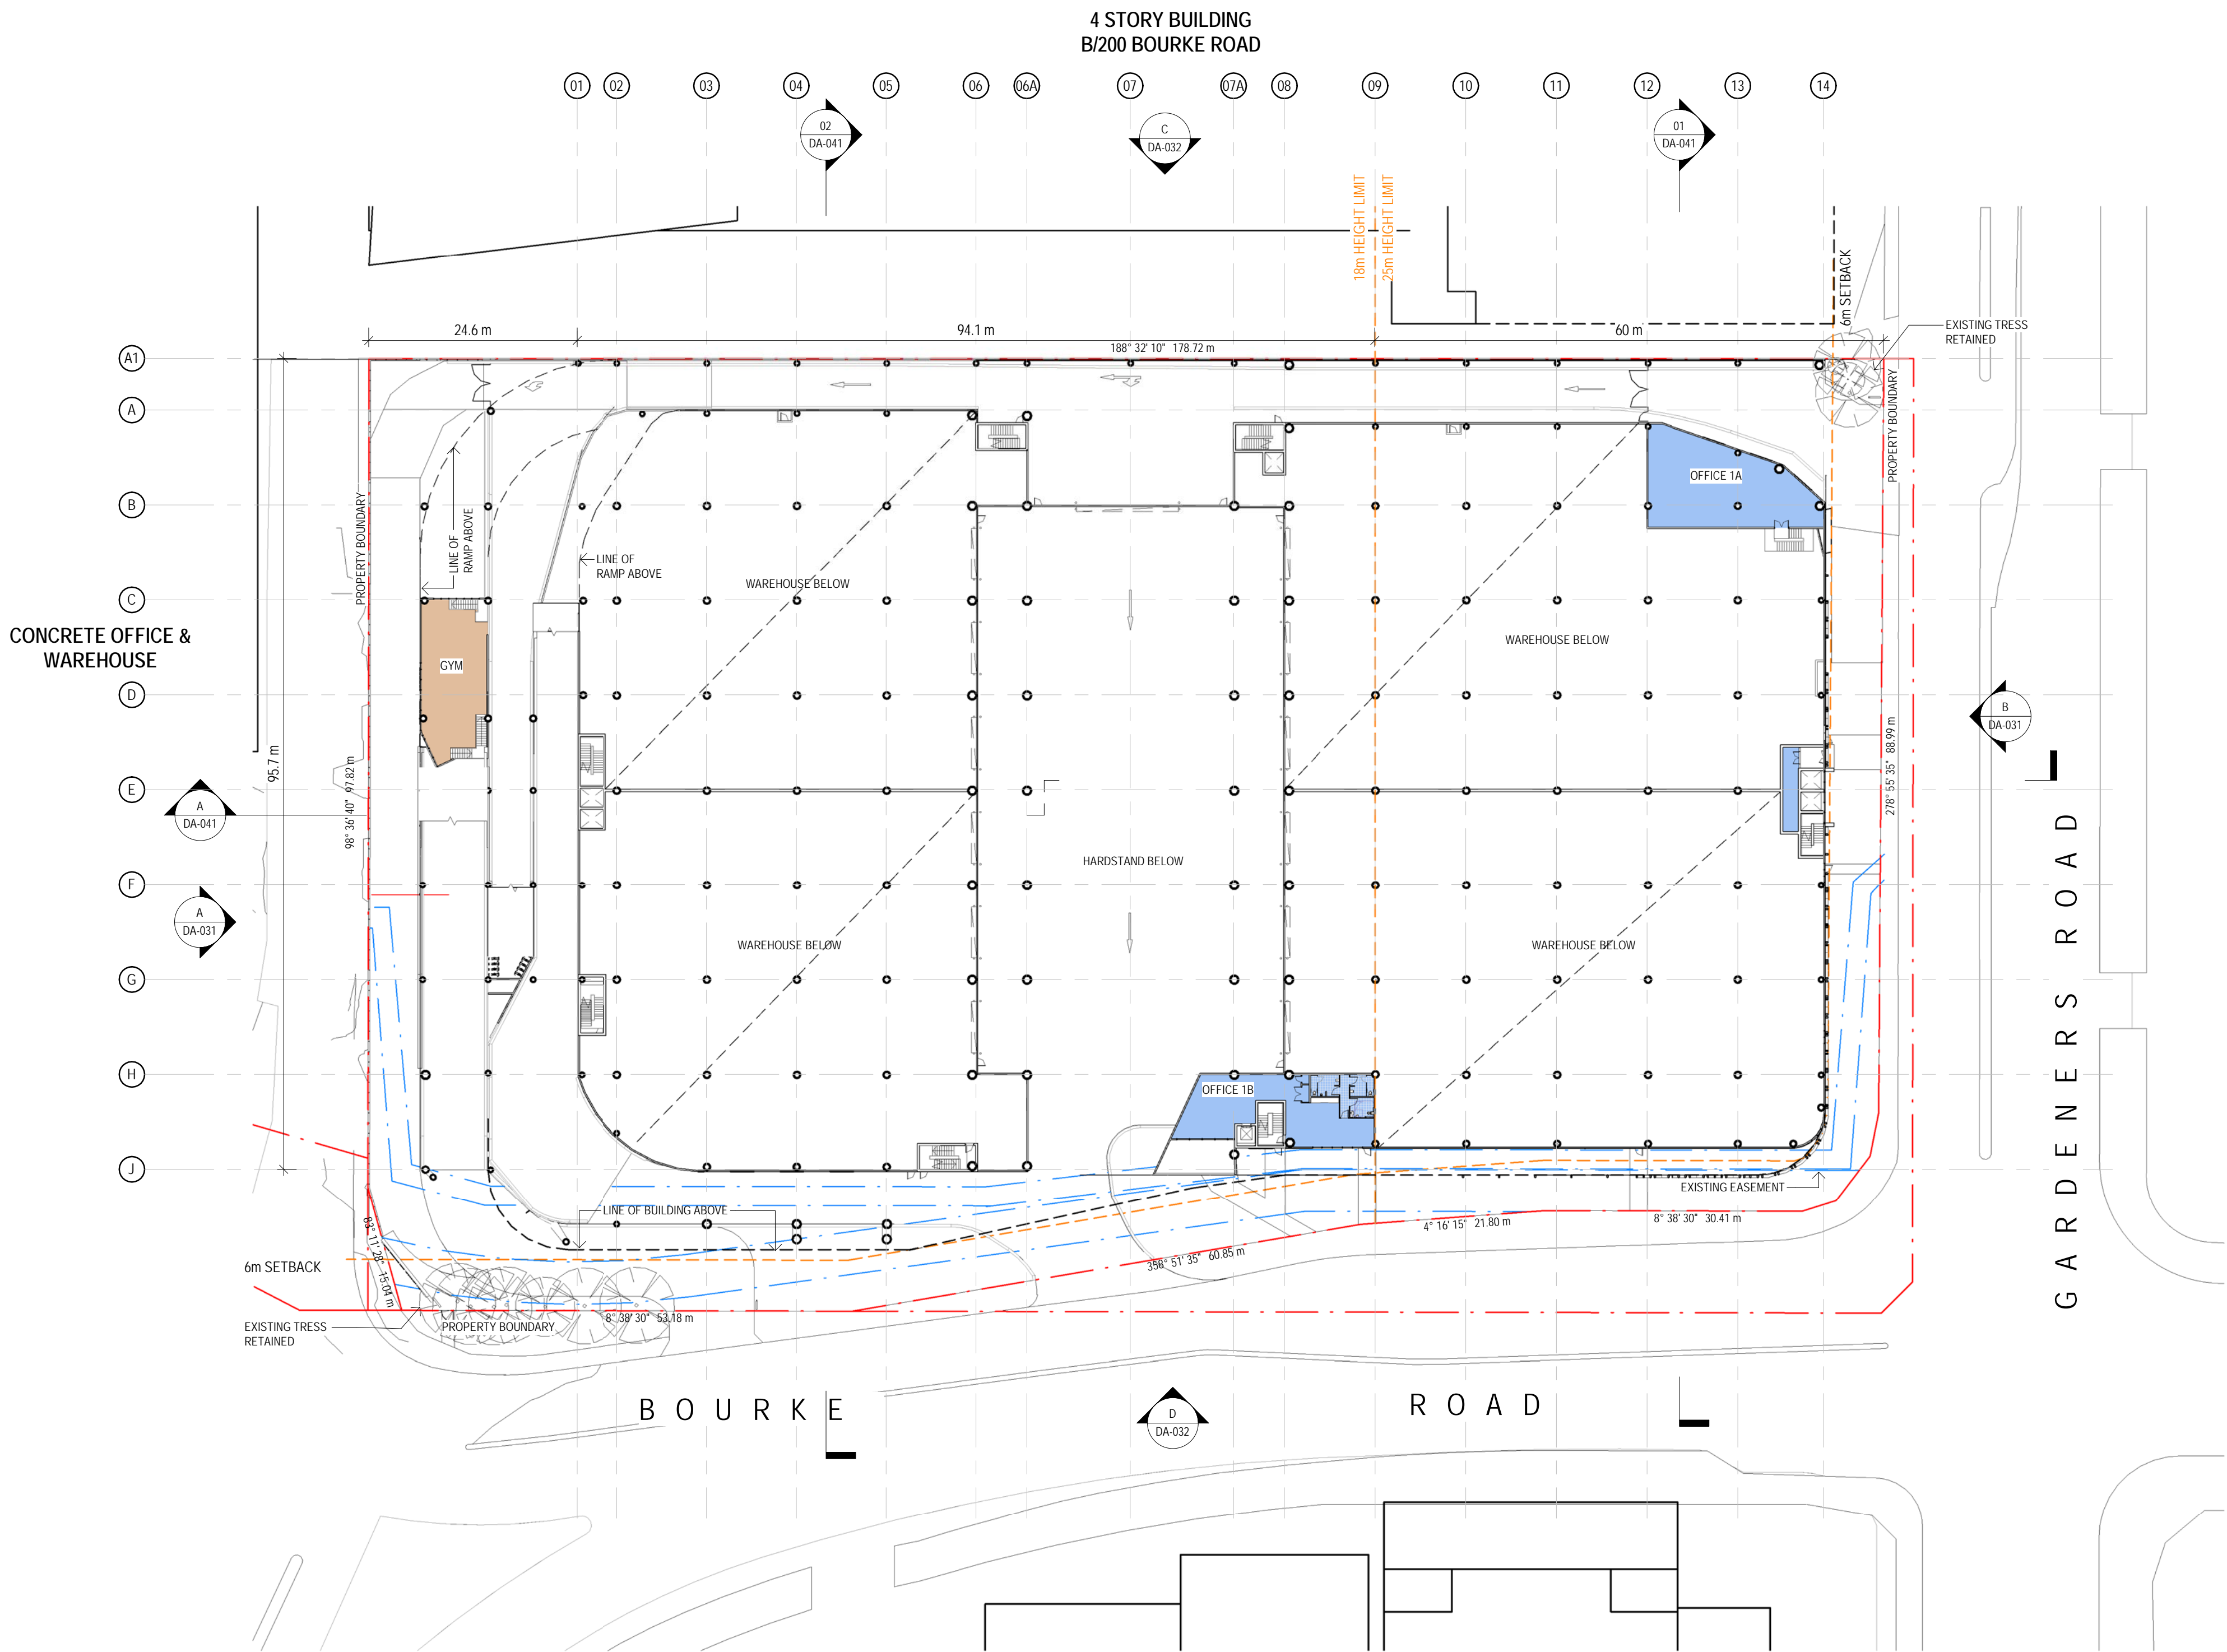 4 STORY BUILDING
B/200 BOURKE ROAD
01
02
03
04
05
06
06A
07
07A
08
09
10
11
12
13
14
02
DA-041
C
DA-032
01
DA-041
18m HEIGHT LIMIT
25m HEIGHT LIMIT
6m SETBACK
24.6 m
94.1 m
60 m
188° 32' 10" 178.72 m
EXISTING TRESS
RETAINED
A1
A
B
C
D
E
F
G
H
J
PROPERTY BOUNDARY
PROPERTY BOUNDARY
OFFICE 1A
LINE OF
RAMP ABOVE
LINE OF
RAMP ABOVE
WAREHOUSE BELOW
WAREHOUSE BELOW
CONCRETE OFFICE &
WAREHOUSE
GYM
B
DA-031
95.7 m
98° 36' 40" 97.82 m
278° 55' 35" 88.99 m
A
DA-041
HARDSTAND BELOW
A
DA-031
WAREHOUSE BELOW
WAREHOUSE BELOW
GARDENERS ROAD
OFFICE 1B
EXISTING EASEMENT
LINE OF BUILDING ABOVE
4° 16' 15" 21.80 m
8° 38' 30" 30.41 m
358° 51' 35" 60.85 m
83° 11' 28" 15.04 m
6m SETBACK
EXISTING TRESS
RETAINED
PROPERTY BOUNDARY
8° 38' 30" 53.18 m
BOURKE ROAD
D
DA-032